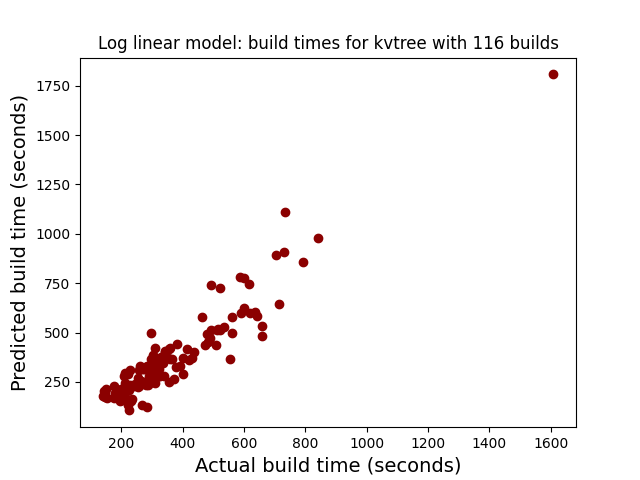 Log linear model: build times for kvtree with 116 builds
Predicted build time (seconds)
1750
1500
1250
1000
750
500
250
200 400 600 800 1000 1200 1400 1600
Actual build time (seconds)